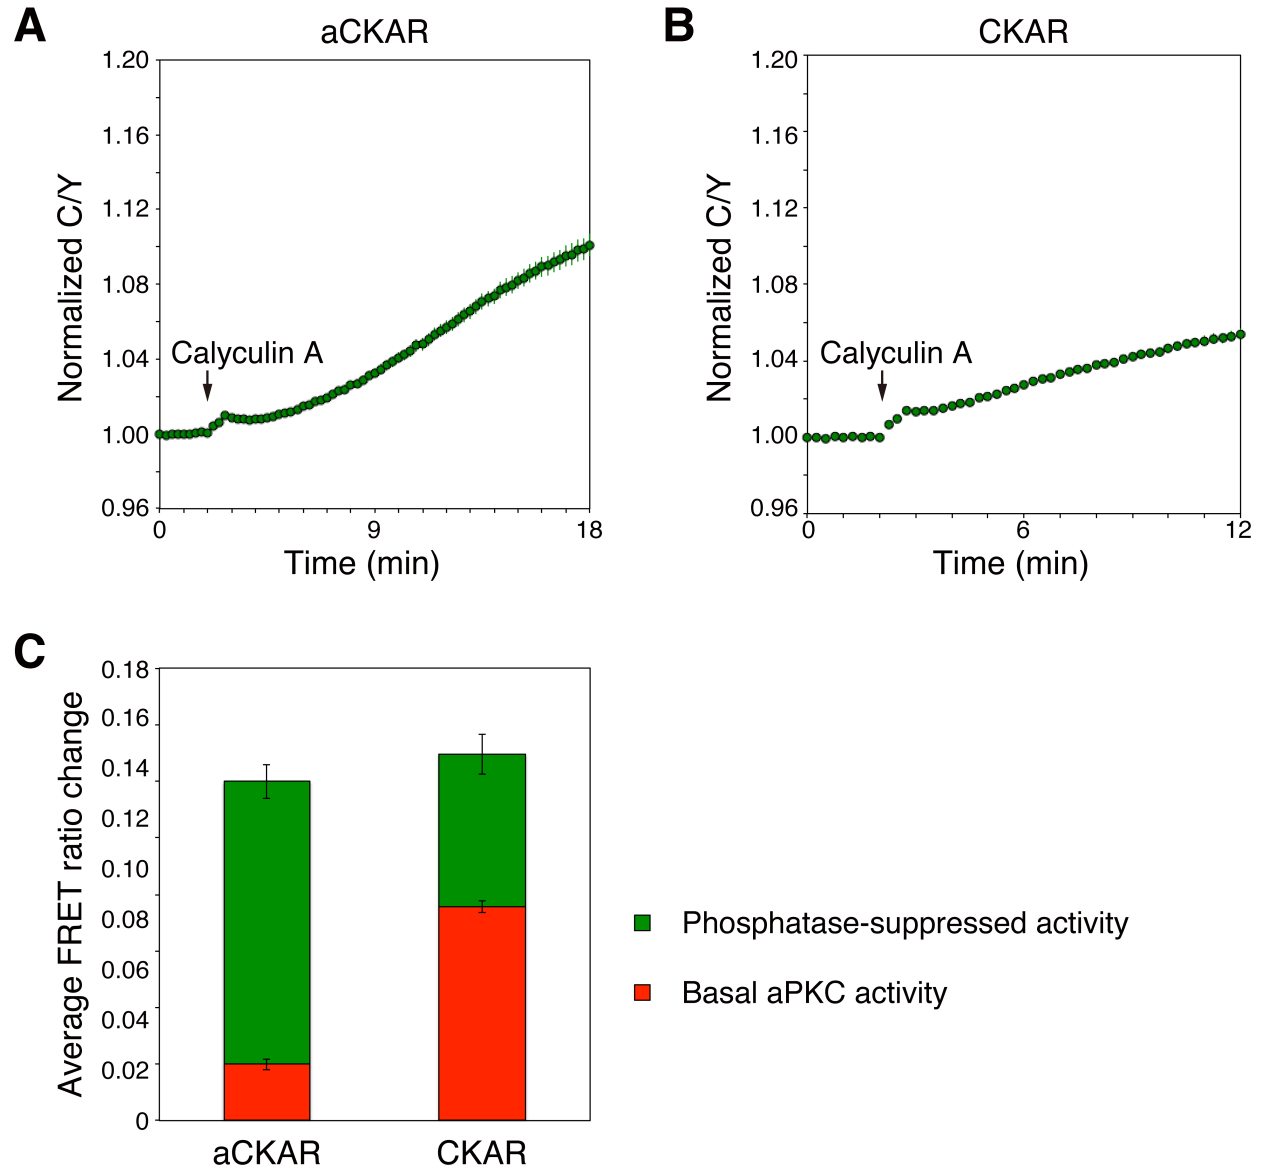 A
aCKAR
1.20
1.16
1.12
1.08
1.04
1.00
0.96
Normalized C/Y
Calyculin A
0 9 18
Time (min)
B
CKAR
1.20
1.16
1.12
1.08
1.04
1.00
0.96
Normalized C/Y
Calyculin A
0 6 12
Time (min)
C
0.18
0.16
0.14
0.12
0.10
0.08
0.06
0.04
0.02
0
Average FRET ratio change
aCKAR CKAR
Phosphatase-suppressed activity
Basal aPKC activity